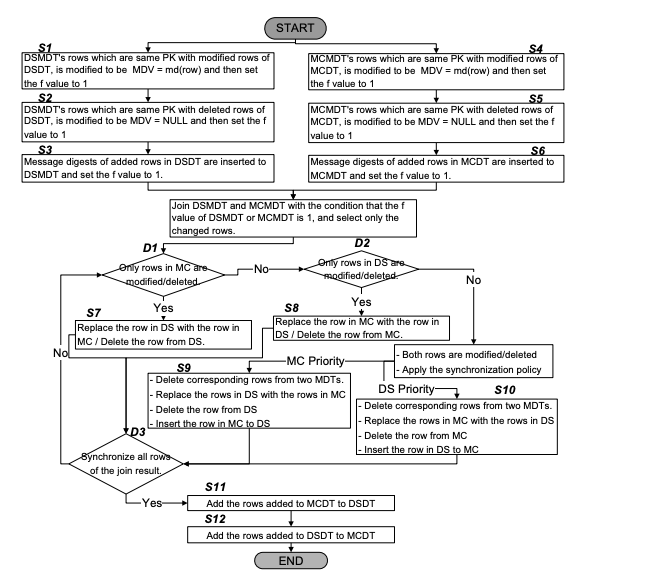 START
S1
DSMDT's rows which are same PK with modified rows of
DSDT, is modified to be MDV = md(row) and then set
the f value to 1
S2
DSMDT's rows which are same PK with deleted rows of
DSDT, is modified to be MDV = NULL and then set the f
value to 1
S3
Message digests of added rows in DSDT are inserted to
DSMDT and set the f value to 1.
S4
MCMDT's rows which are same PK with modified rows of
MCDT, is modified to be MDV = md(row) and then set
the f value to 1
S5
MCMDT's rows which are same PK with deleted rows of
MCDT, is modified to be MDV = NULL and then set the f
value to 1
S6
Message digests of added rows in MCDT are inserted to
MCMDT and set the f value to 1.
Join DSMDT and MCMDT with the condition that the f
value of DSMDT or MCMDT is 1, and select only the
changed rows.
D1
Only rows in MC are
modified/deleted.
No
D2
Only rows in DS are
modified/deleted.
No
Yes
Yes
S7
Replace the row in DS with the row in
MC / Delete the row from DS.
S8
Replace the row in MC with the row in
DS / Delete the row from MC.
- Both rows are modified/deleted
- Apply the synchronization policy
No
MC Priority
DS Priority
S9
- Delete corresponding rows from two MDTs.
- Replace the rows in DS with the rows in MC
- Delete the row from DS
- Insert the row in MC to DS
S10
- Delete corresponding rows from two MDTs.
- Replace the rows in MC with the rows in DS
- Delete the row from MC
- Insert the row in DS to MC
D3
Synchronize all rows
of the join result.
Yes
S11
Add the rows added to MCDT to DSDT
S12
Add the rows added to DSDT to MCDT
END